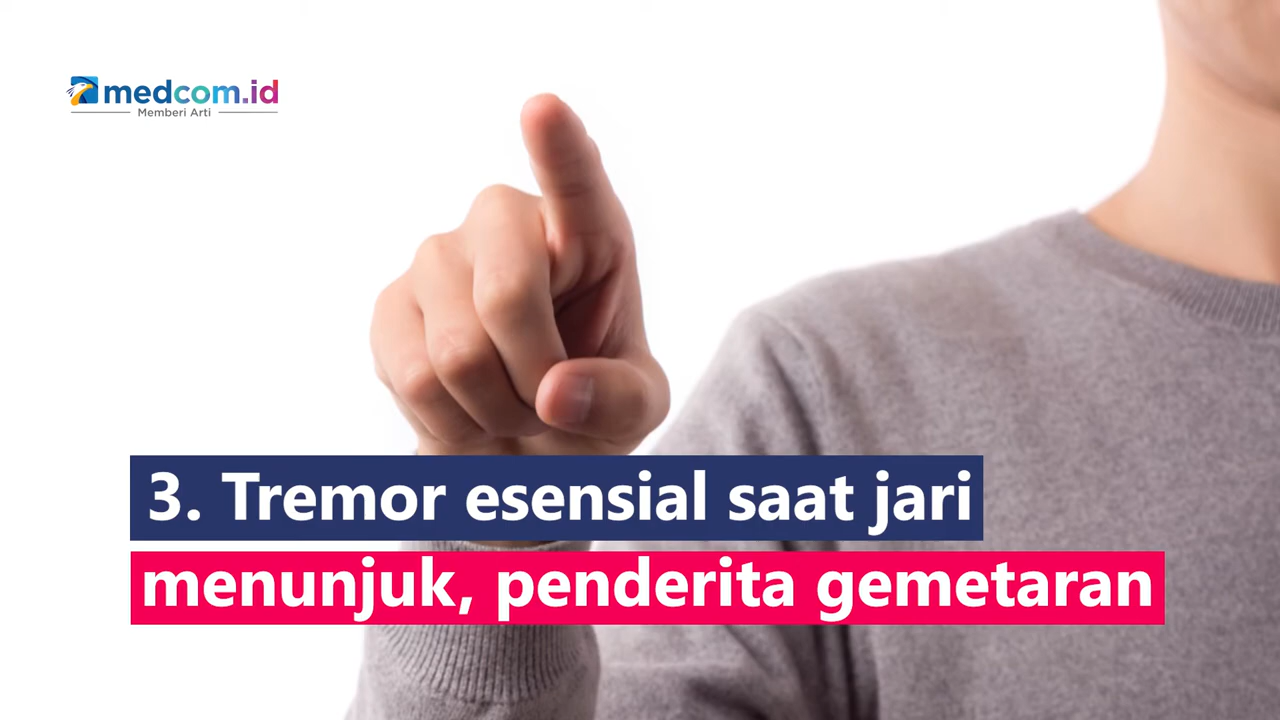 medcom.id
Memberi Arti
3. Tremor esensial saat jari
menunjuk, penderita gemetaran